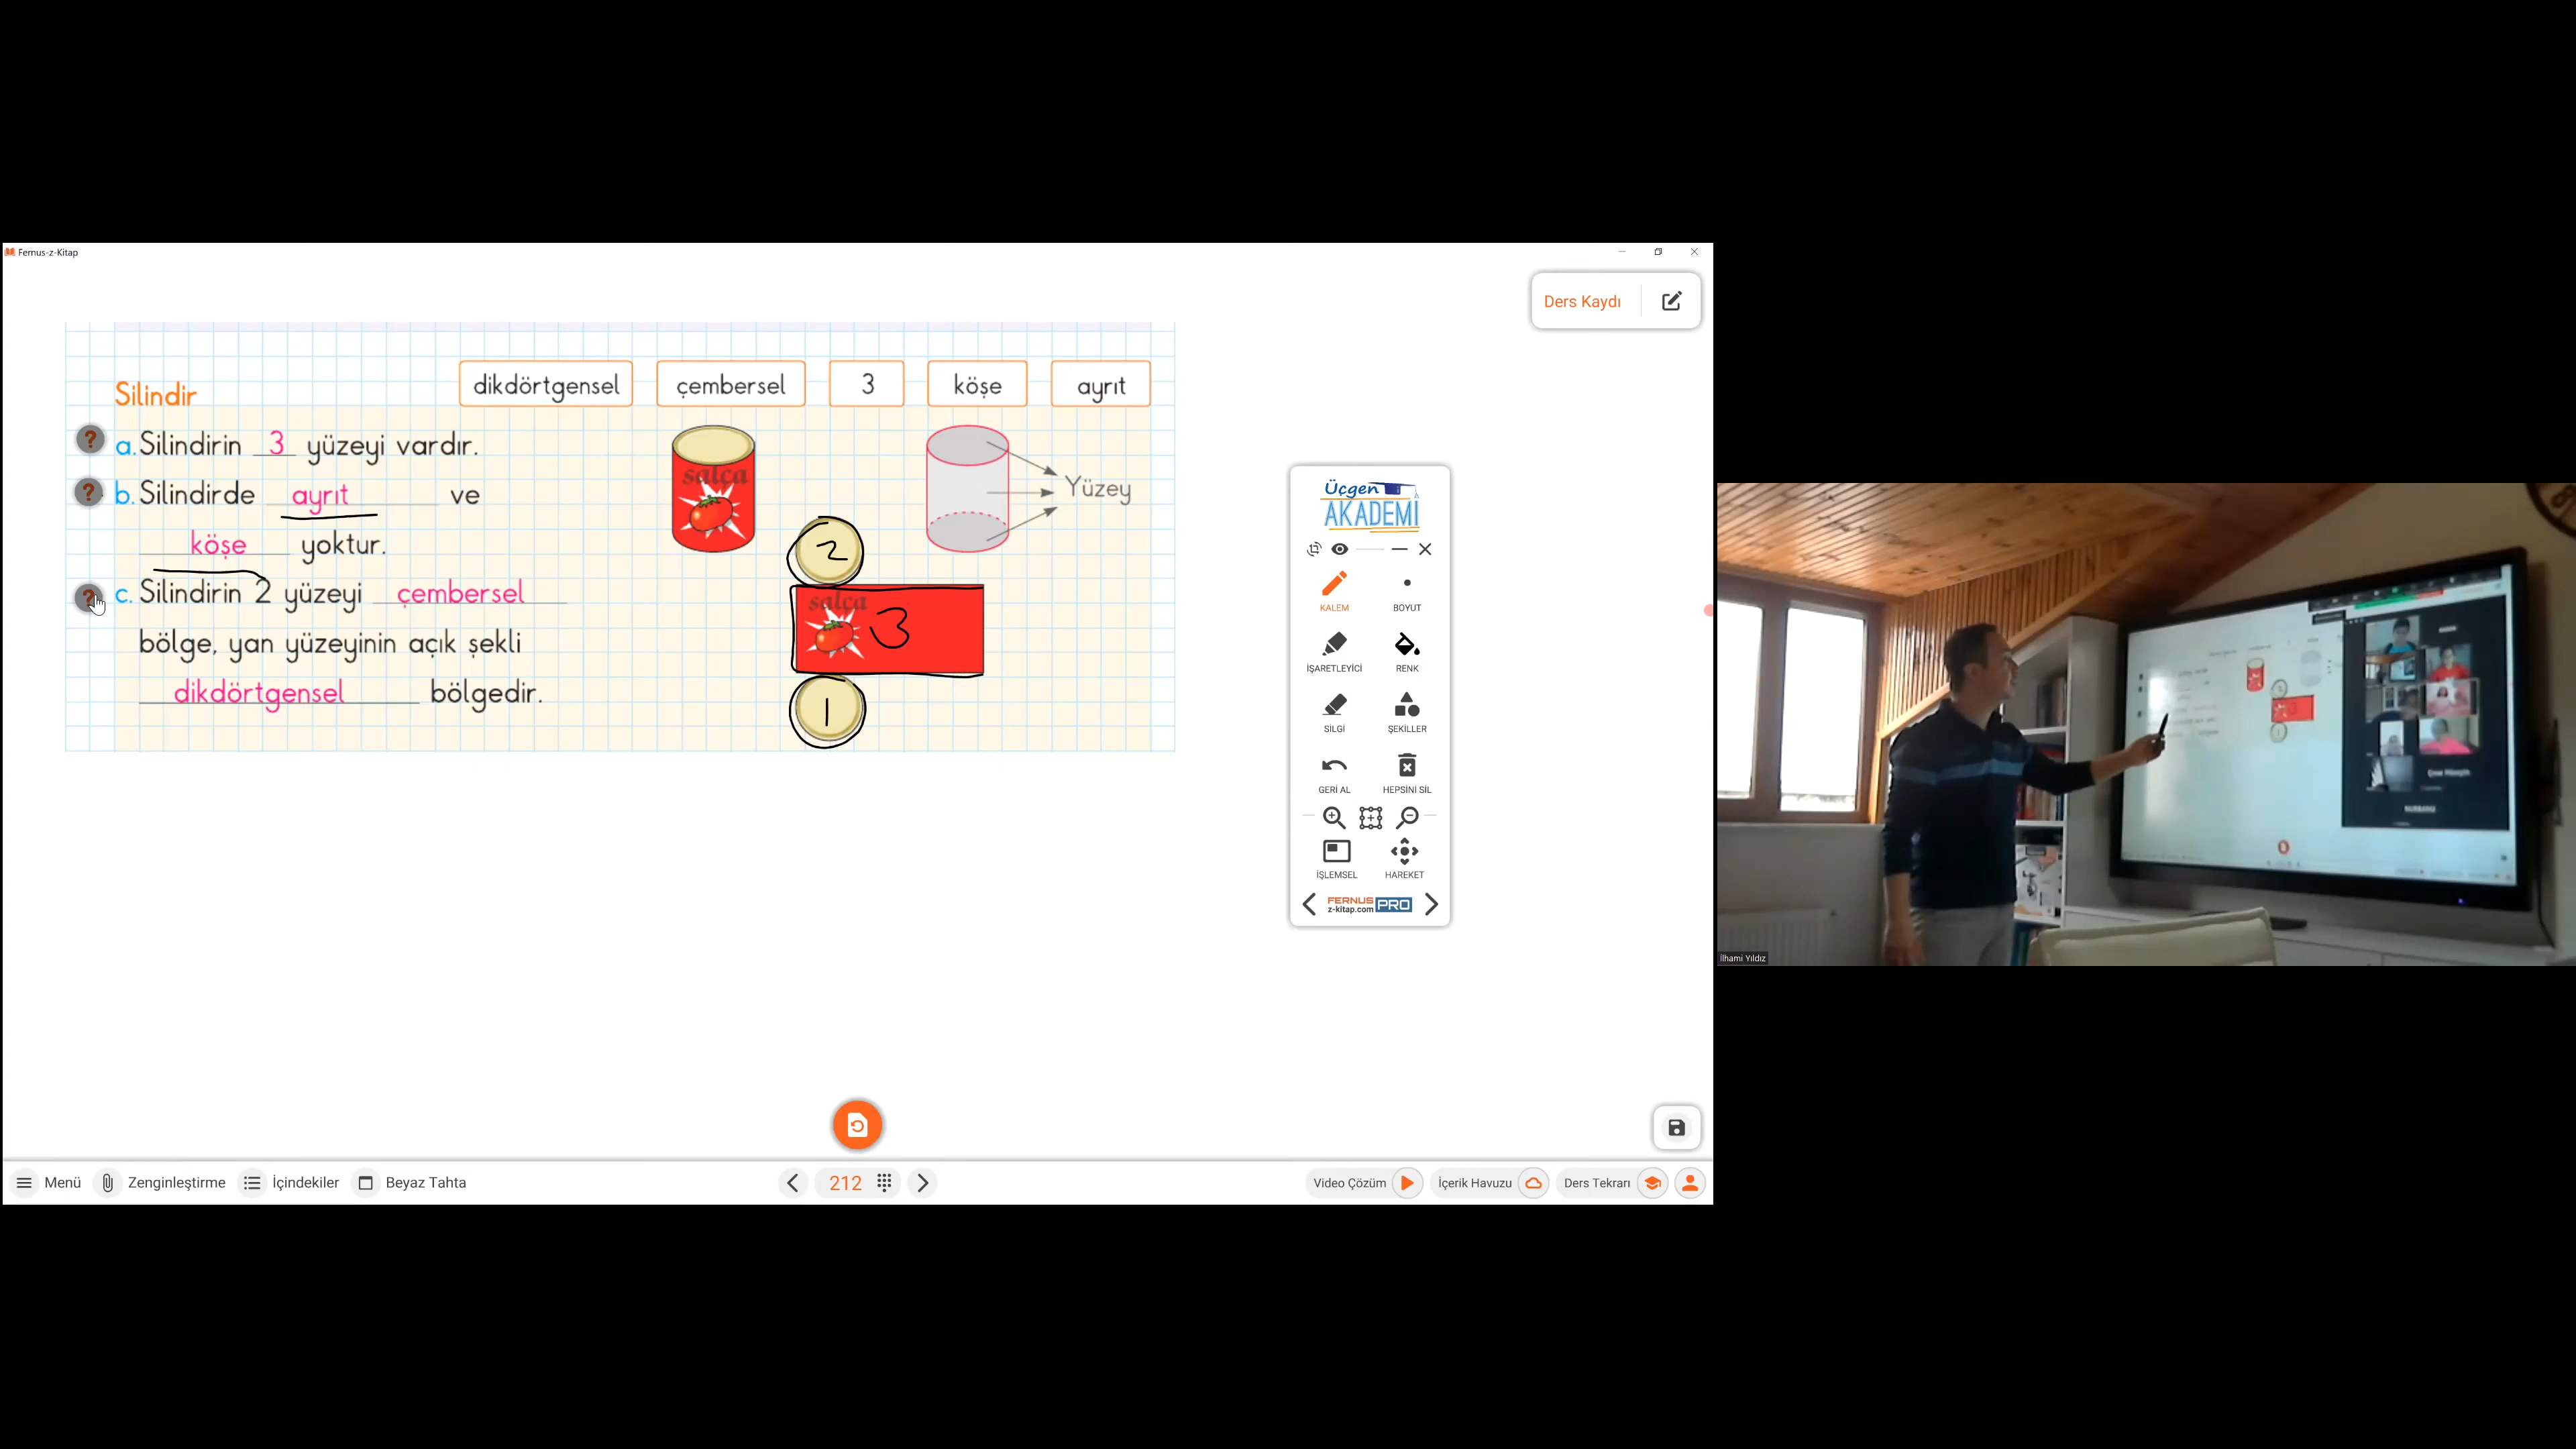 Fernus-z-Kitap
Ders Kaydı
Silindir
dikdörtgensel
çembersel
3
köşe
ayrıt
? a. Silindirin 3 yüzeyi vardır.
? b. Silindirde ayrıt ve
köşe yoktur.
? c. Silindirin 2 yüzeyi çembersel
bölge, yan yüzeyinin açık şekli
dikdörtgensel bölgedir.
salça
Yüzey
2
salça
3
1
Üçgen
AKADEMİ
KALEM
BOYUT
İŞARETLEYİCİ
RENK
SİLGİ
ŞEKİLLER
GERİ AL
HEPSİNİ SİL
İŞLEMSEL
HAREKET
FERNUS
z-kitap.com
PRO
İlhami Yıldız
Menü
Zenginleştirme
İçindekiler
Beyaz Tahta
212
Video Çözüm
İçerik Havuzu
Ders Tekrarı